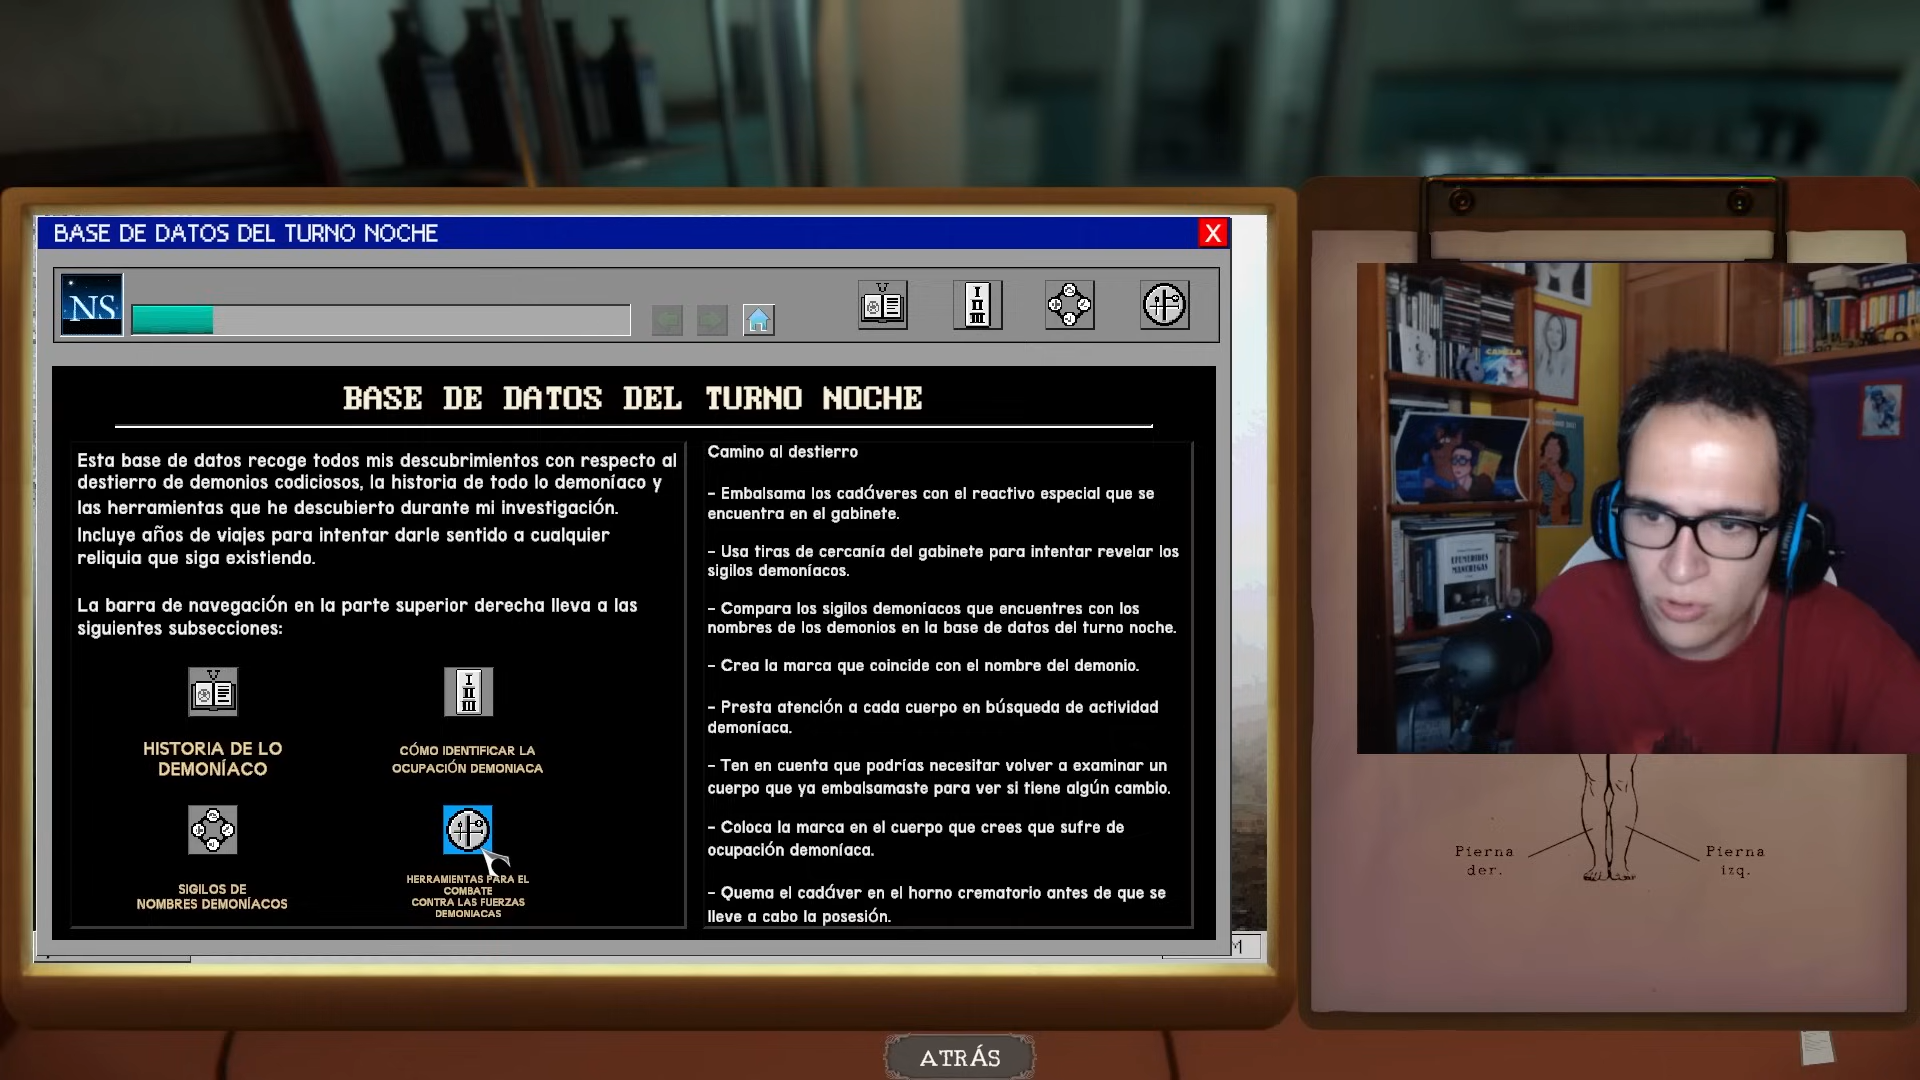 BASE DE DATOS DEL TURNO NOCHE
X
NS
BASE DE DATOS DEL TURNO NOCHE
Esta base de datos recoge todos mis descubrimientos con respecto al
destierro de demonios codiciosos, la historia de todo lo demoníaco y
las herramientas que he descubierto durante mi investigación.
Incluye años de viajes para intentar darle sentido a cualquier
reliquia que siga existiendo.
La barra de navegación en la parte superior derecha lleva a las
siguientes subsecciones:
I
II
III
HISTORIA DE LO
DEMONÍACO
CÓMO IDENTIFICAR LA
OCUPACIÓN DEMONIACA
SIGILOS DE
NOMBRES DEMONÍACOS
HERRAMIENTAS PARA EL
COMBATE
CONTRA LAS FUERZAS
DEMONIACAS
Camino al destierro
- Embalsama los cadáveres con el reactivo especial que se
encuentra en el gabinete.
- Usa tiras de cercanía del gabinete para intentar revelar los
sigilos demoníacos.
- Compara los sigilos demoníacos que encuentres con los
nombres de los demonios en la base de datos del turno noche.
- Crea la marca que coincide con el nombre del demonio.
- Presta atención a cada cuerpo en búsqueda de actividad
demoníaca.
- Ten en cuenta que podrías necesitar volver a examinar un
cuerpo que ya embalsamaste para ver si tiene algún cambio.
- Coloca la marca en el cuerpo que crees que sufre de
ocupación demoníaca.
- Quema el cadáver en el horno crematorio antes de que se
lleve a cabo la posesión.
Pierna
der.
Pierna
izq.
ATRÁS